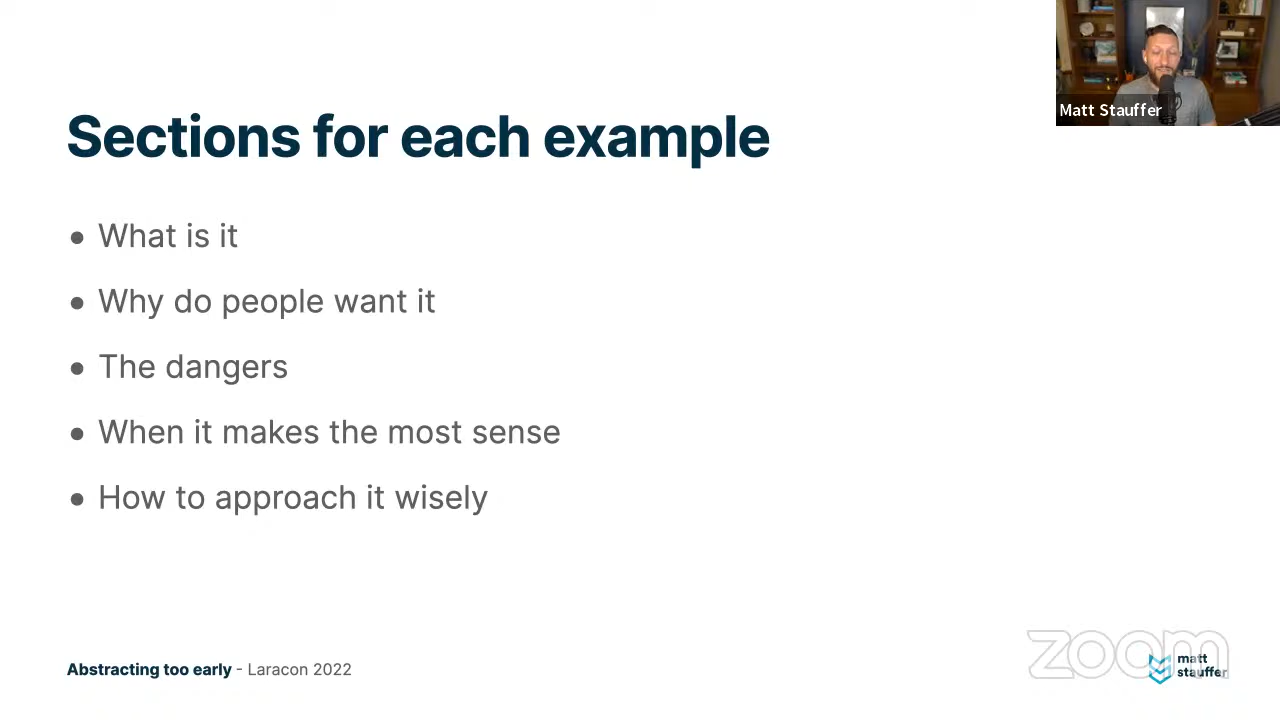 Matt Stauffer
Sections for each example
• What is it
• Why do people want it
• The dangers
• When it makes the most sense
• How to approach it wisely
Abstracting too early - Laracon 2022
zoom
matt
stauffer